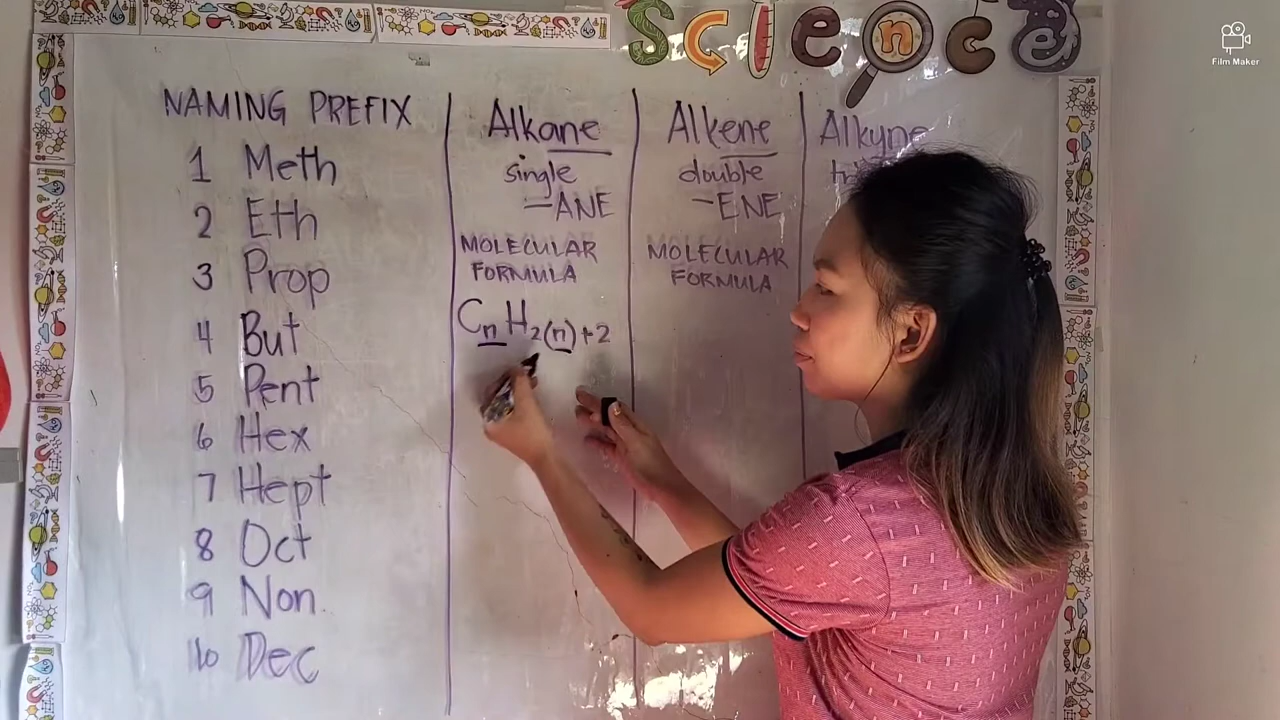 Science
Film Maker
NAMING PREFIX
1 Meth
2 Eth
3 Prop
4 But
5 Pent
6 Hex
7 Hept
8 Oct
9 Non
10 Dec
Alkane
single
-ANE
MOLECULAR
FORMULA
CnH2(n)+2
Alkene
double
-ENE
MOLECULAR
FORMULA
Alkyne